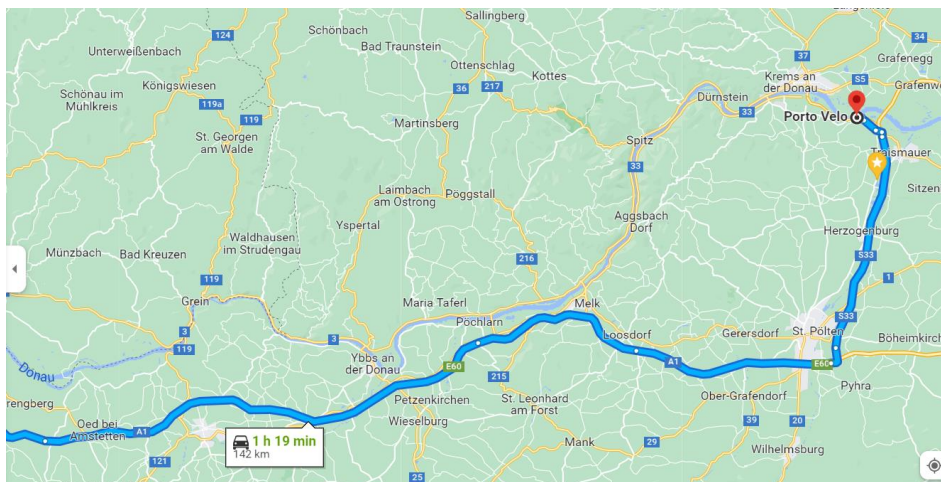 Sallingberg
Langenlois
Schönbach
124
37
34
Unterweißenbach
Bad Traunstein
Grafenegg
Ottenschlag
Kottes
Krems an
der Donau
S5
Königswiesen
36
217
Grafenwö
Schönau im
Mühlkreis
119a
Dürnstein
33
119
Martinsberg
Porto Velo
St. Georgen
am Walde
Spitz
Traismauer
33
Laimbach
am Ostrong
Pöggstall
Sitzen
Aggsbach
Dorf
Yspertal
Herzogenburg
Waldhausen
im Strudengau
Münzbach
Bad Kreuzen
216
S33
119
1
Grein
Maria Taferl
Melk
S33
3
3
Pöchlarn
Loosdorf
Gerersdorf
St. Pölten
Böheimkirch
119
Ybbs an
der Donau
Donau
E60
215
A1
E60
Pyhra
rengberg
Petzenkirchen
St. Leonhard
am Forst
Ober-Grafendorf
Oed bei
Amstetten
A1
Wieselburg
39
20
1 h 19 min
142 km
Mank
29
Wilhelmsburg
121
25